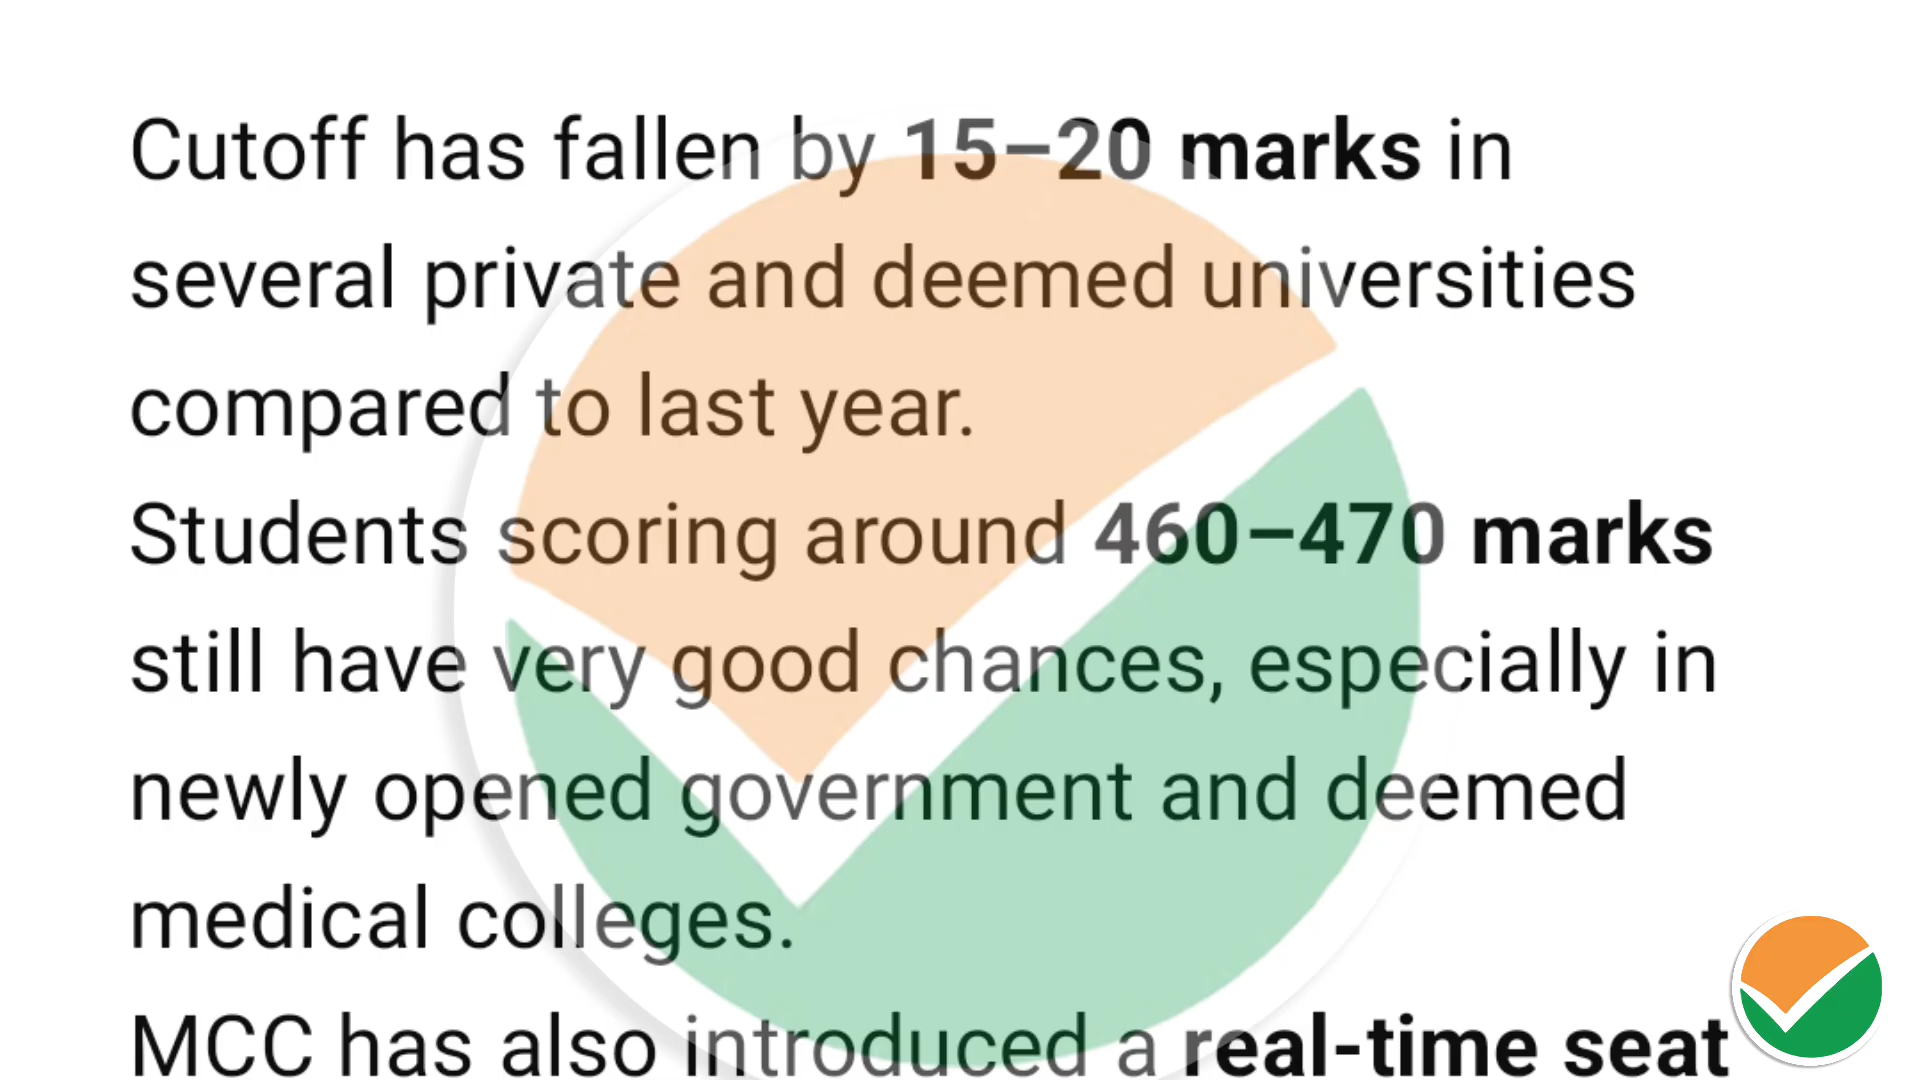 Cutoff has fallen by 15–20 marks in
several private and deemed universities
compared to last year.
Students scoring around 460–470 marks
still have very good chances, especially in
newly opened government and deemed
medical colleges.
MCC has also introduced a real-time seat